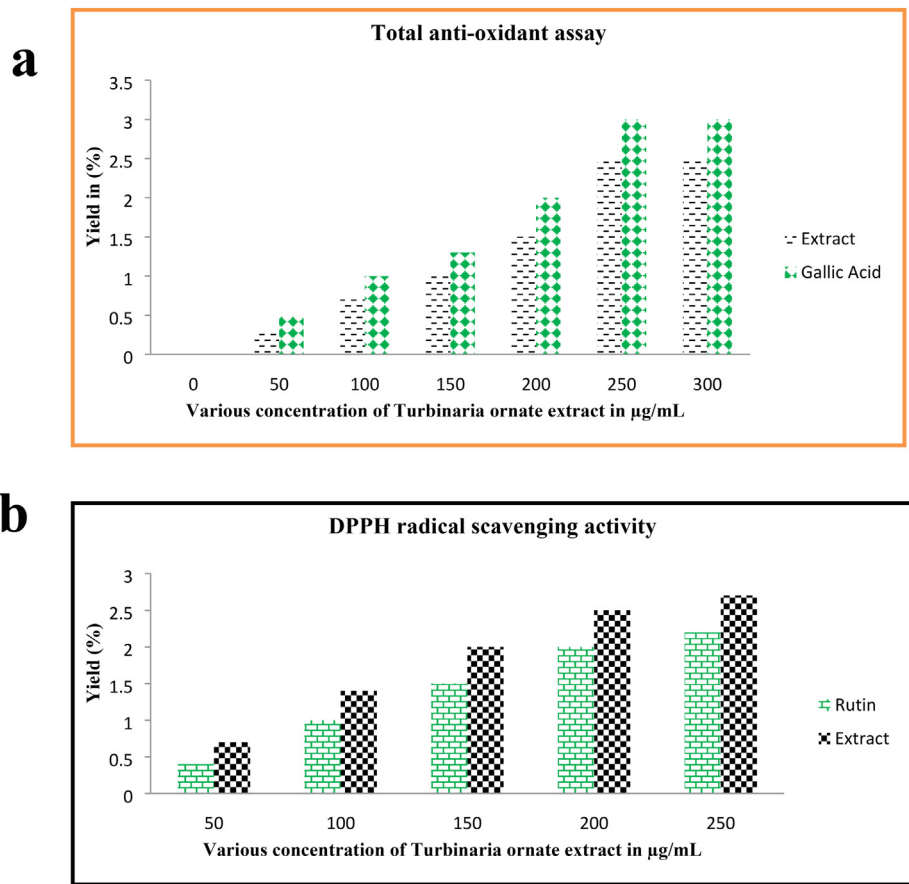 a
Total anti-oxidant assay
3.5
3
2.5
2
1.5
1
0.5
0
Yield in (%)
Extract
Gallic Acid
0 50 100 150 200 250 300
Various concentration of Turbinaria ornate extract in µg/mL
b
DPPH radical scavenging activity
3
2.5
2
1.5
1
0.5
0
Yield (%)
Rutin
Extract
50 100 150 200 250
Various concentration of Turbinaria ornate extract in µg/mL